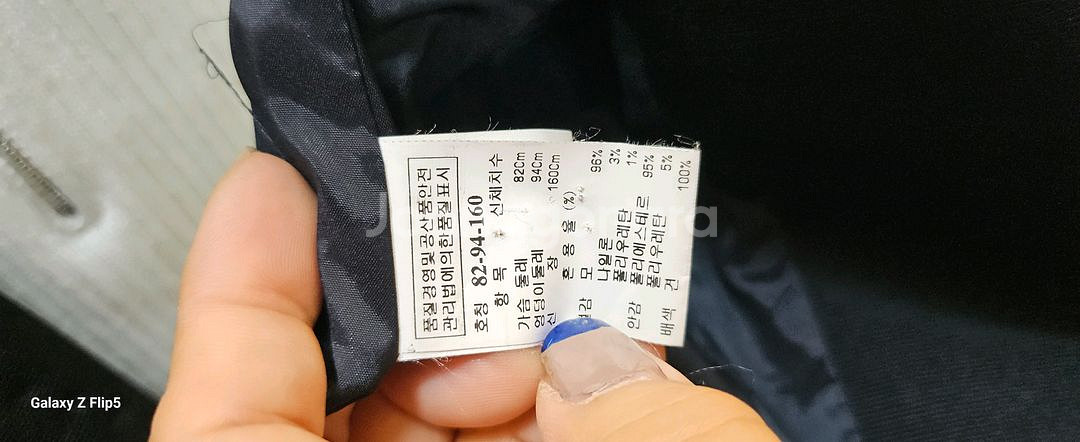 품질경영및 공산품안전
관리법에의한품질표시
호칭 82-94-160
항 목 신체치수
가슴 둘레 82Cm
엉덩이둘레 94Cm
신 장 160Cm
혼 용 율 (%)
모 96%
나일론 3%
폴리우레탄 1%
안감 폴리에스테르 95%
폴리우레탄 5%
배색 견 100%
Galaxy Z Flip5